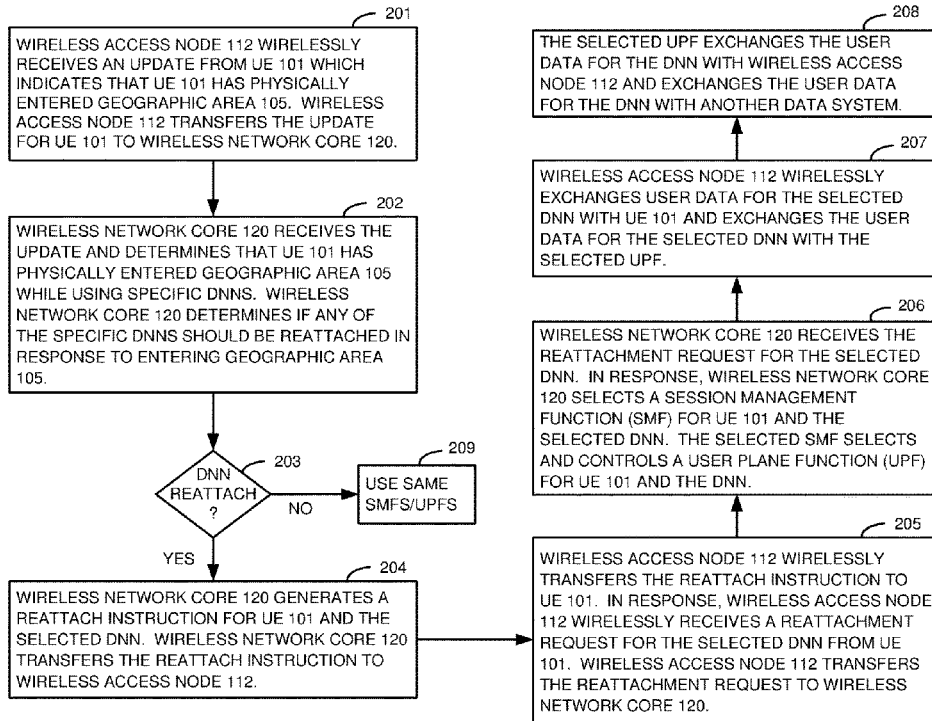 201
WIRELESS ACCESS NODE 112 WIRELESSLY
RECEIVES AN UPDATE FROM UE 101 WHICH
INDICATES THAT UE 101 HAS PHYSICALLY
ENTERED GEOGRAPHIC AREA 105. WIRELESS
ACCESS NODE 112 TRANSFERS THE UPDATE
FOR UE 101 TO WIRELESS NETWORK CORE 120.
202
WIRELESS NETWORK CORE 120 RECEIVES THE
UPDATE AND DETERMINES THAT UE 101 HAS
PHYSICALLY ENTERED GEOGRAPHIC AREA 105
WHILE USING SPECIFIC DNNS. WIRELESS
NETWORK CORE 120 DETERMINES IF ANY OF
THE SPECIFIC DNNS SHOULD BE REATTACHED IN
RESPONSE TO ENTERING GEOGRAPHIC AREA
105.
203
DNN
REATTACH
?
NO
209
USE SAME
SMFS/UPFS
YES
204
WIRELESS NETWORK CORE 120 GENERATES A
REATTACH INSTRUCTION FOR UE 101 AND THE
SELECTED DNN. WIRELESS NETWORK CORE 120
TRANSFERS THE REATTACH INSTRUCTION TO
WIRELESS ACCESS NODE 112.
205
WIRELESS ACCESS NODE 112 WIRELESSLY
TRANSFERS THE REATTACH INSTRUCTION TO
UE 101. IN RESPONSE, WIRELESS ACCESS NODE
112 WIRELESSLY RECEIVES A REATTACHMENT
REQUEST FOR THE SELECTED DNN FROM UE
101. WIRELESS ACCESS NODE 112 TRANSFERS
THE REATTACHMENT REQUEST TO WIRELESS
NETWORK CORE 120.
206
WIRELESS NETWORK CORE 120 RECEIVES THE
REATTACHMENT REQUEST FOR THE SELECTED
DNN. IN RESPONSE, WIRELESS NETWORK CORE
120 SELECTS A SESSION MANAGEMENT
FUNCTION (SMF) FOR UE 101 AND THE
SELECTED DNN. THE SELECTED SMF SELECTS
AND CONTROLS A USER PLANE FUNCTION (UPF)
FOR UE 101 AND THE DNN.
207
WIRELESS ACCESS NODE 112 WIRELESSLY
EXCHANGES USER DATA FOR THE SELECTED
DNN WITH UE 101 AND EXCHANGES THE USER
DATA FOR THE SELECTED DNN WITH THE
SELECTED UPF.
208
THE SELECTED UPF EXCHANGES THE USER
DATA FOR THE DNN WITH WIRELESS ACCESS
NODE 112 AND EXCHANGES THE USER DATA
FOR THE DNN WITH ANOTHER DATA SYSTEM.